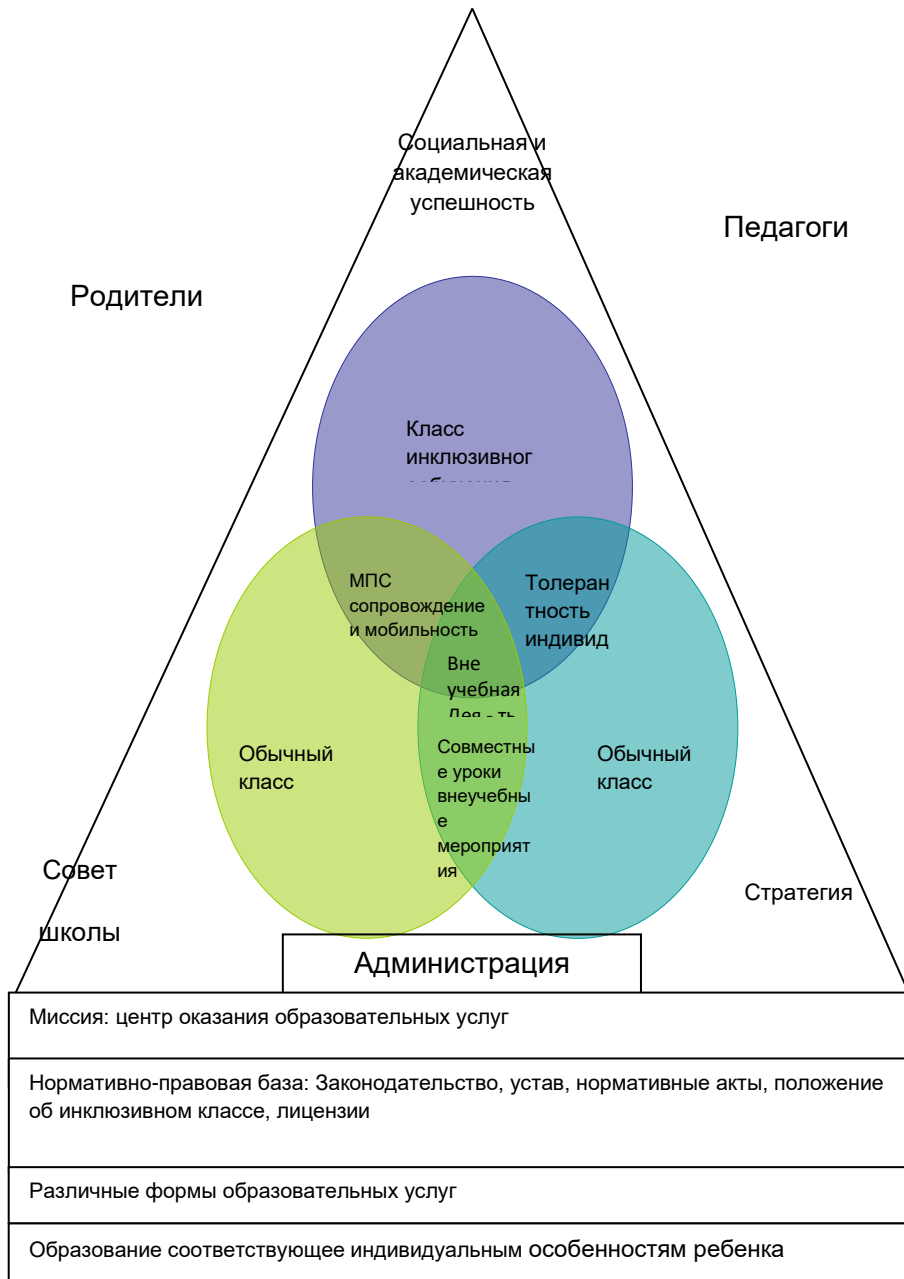 Социальная и
академическая
успешность
Педагоги
Родители
Класс
инклюзивног
МПС
сопровождение
и мобильность
Толеран
тность
индивид
Вне
учебная
Дея - ть
Обычный
класс
Совместны
е уроки
внеучебны
е
мероприят
ия
Обычный
класс
Совет
школы
Стратегия
Администрация
Миссия: центр оказания образовательных услуг
Нормативно-правовая база: Законодательство, устав, нормативные акты, положение
об инклюзивном классе, лицензии
Различные формы образовательных услуг
Образование соответствующее индивидуальным особенностям ребенка